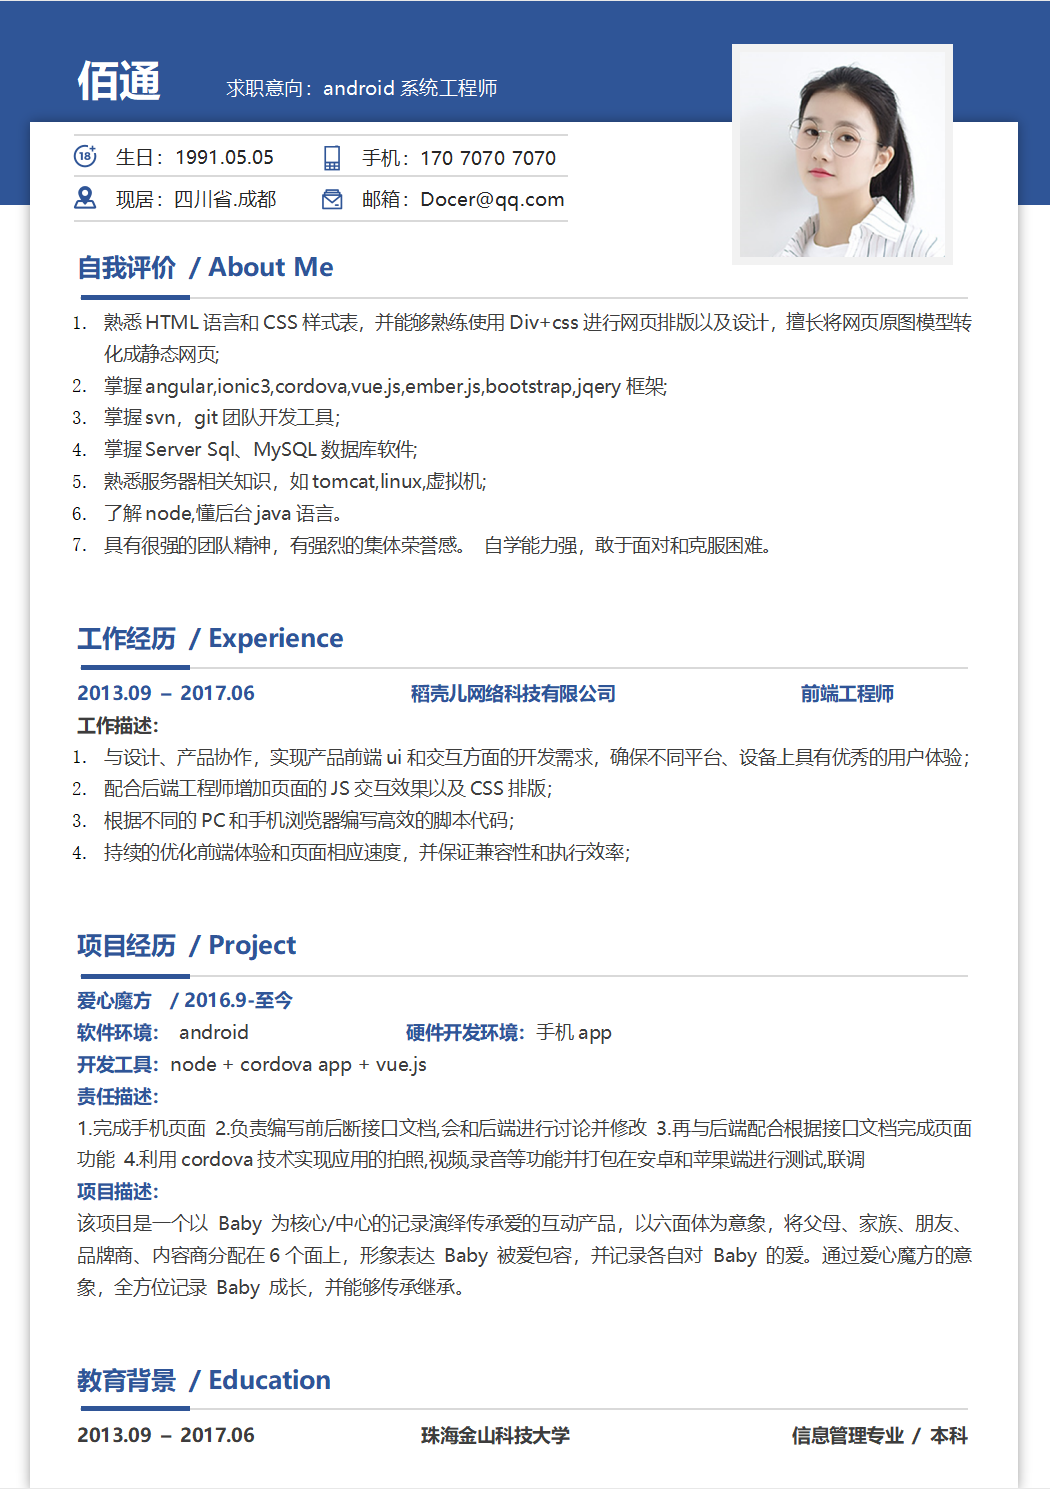 佰通
求职意向：android 系统工程师
18 生日：1991.05.05 手机：170 7070 7070
现居：四川省.成都 邮箱：Docer@qq.com
自我评价 / About Me
1. 熟悉 HTML 语言和 CSS 样式表，并能够熟练使用 Div+css 进行网页排版以及设计，擅长将网页原图模型转
化成静态网页;
2. 掌握 angular,ionic3,cordova,vue.js,ember.js,bootstrap,jqery 框架;
3. 掌握 svn，git 团队开发工具；
4. 掌握 Server Sql、MySQL 数据库软件;
5. 熟悉服务器相关知识，如 tomcat,linux,虚拟机;
6. 了解 node,懂后台 java 语言。
7. 具有很强的团队精神，有强烈的集体荣誉感。 自学能力强，敢于面对和克服困难。
工作经历 / Experience
2013.09 – 2017.06 稻壳儿网络科技有限公司 前端工程师
工作描述：
1. 与设计、产品协作，实现产品前端 ui 和交互方面的开发需求，确保不同平台、设备上具有优秀的用户体验；
2. 配合后端工程师增加页面的 JS 交互效果以及 CSS 排版；
3. 根据不同的 PC 和手机浏览器编写高效的脚本代码；
4. 持续的优化前端体验和页面相应速度，并保证兼容性和执行效率；
项目经历 / Project
爱心魔方 / 2016.9-至今
软件环境： android 硬件开发环境：手机 app
开发工具：node + cordova app + vue.js
责任描述：
1.完成手机页面 2.负责编写前后断接口文档,会和后端进行讨论并修改 3.再与后端配合根据接口文档完成页面
功能 4.利用 cordova 技术实现应用的拍照,视频,录音等功能并打包在安卓和苹果端进行测试,联调
项目描述：
该项目是一个以 Baby 为核心/中心的记录演绎传承爱的互动产品，以六面体为意象，将父母、家族、朋友、
品牌商、内容商分配在 6 个面上，形象表达 Baby 被爱包容，并记录各自对 Baby 的爱。通过爱心魔方的意
象，全方位记录 Baby 成长，并能够传承继承。
教育背景 / Education
2013.09 – 2017.06 珠海金山科技大学 信息管理专业 / 本科